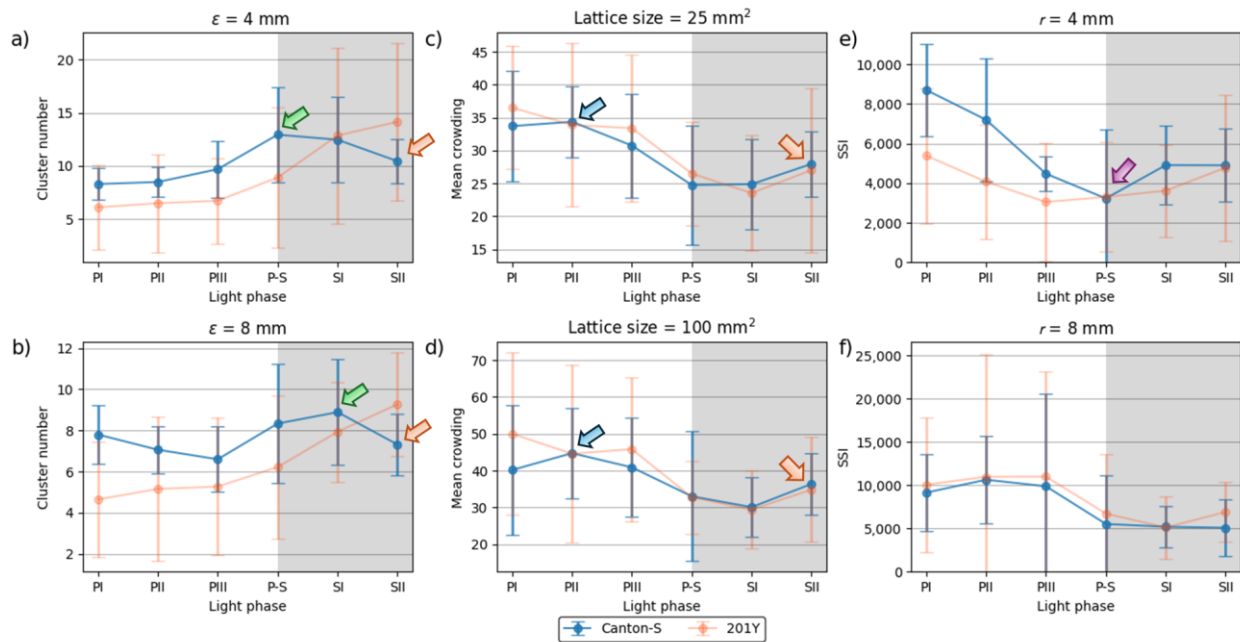 a)
ε = 4 mm
Cluster number
20
15
10
5
PI PII PIII P-S SI SII
Light phase
c)
Lattice size = 25 mm²
Mean crowding
45
40
35
30
25
20
15
PI PII PIII P-S SI SII
Light phase
e)
r = 4 mm
SSI
10,000
8,000
6,000
4,000
2,000
0
PI PII PIII P-S SI SII
Light phase
b)
ε = 8 mm
Cluster number
12
10
8
6
4
2
PI PII PIII P-S SI SII
Light phase
d)
Lattice size = 100 mm²
Mean crowding
70
60
50
40
30
20
PI PII PIII P-S SI SII
Light phase
f)
r = 8 mm
SSI
25,000
20,000
15,000
10,000
5,000
0
PI PII PIII P-S SI SII
Light phase
Canton-S 201Y